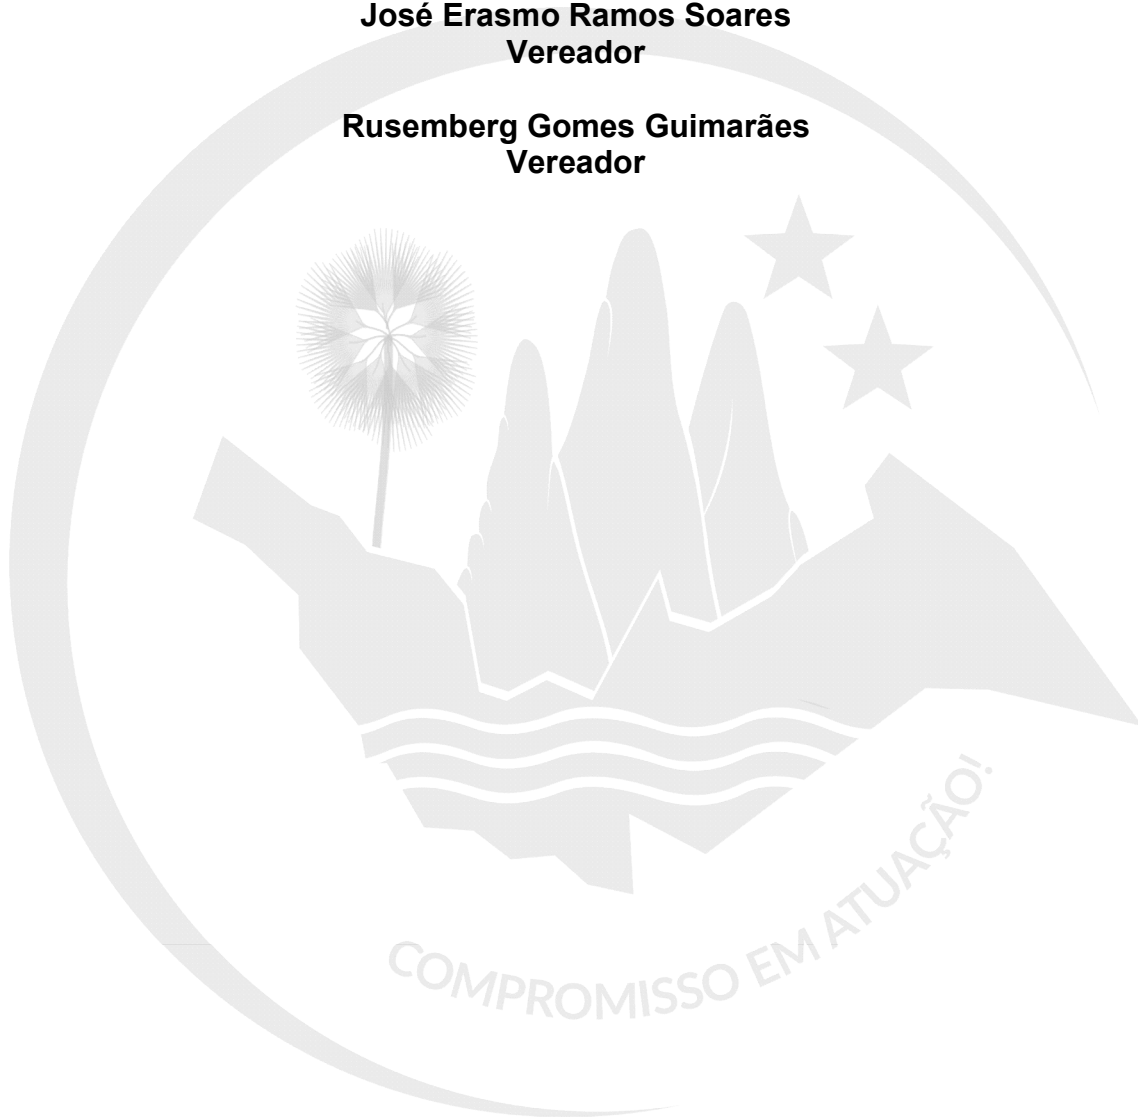 José Erasmo Ramos Soares
Vereador
Rusemberg Gomes Guimarães
Vereador
COMPROMISSO EM ATUAÇÃO!